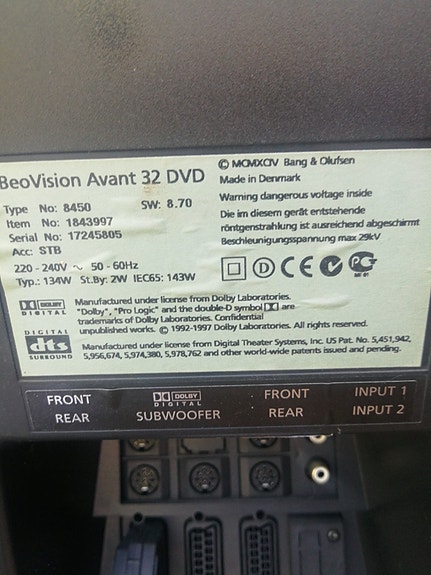 BeoVision Avant 32 DVD
Type No: 8450 SW: 8.70
Item No: 1843997
Serial No: 17245805
Acc: STB
220 - 240V ~ 50 - 60Hz
Typ.: 134W St.By: 2W IEC65: 143W
© MCMXCIV Bang & Olufsen
Made in Denmark
Warning dangerous voltage inside
Die im diesem gerät entstehende
röntgenstrahlung ist ausreichend abgeschirmt
Beschleunigungsspannung max 29kV
D CE
DOLBY
DIGITAL
Manufactured under license from Dolby Laboratories.
"Dolby", "Pro Logic" and the double-D symbol are
trademarks of Dolby Laboratories. Confidential
unpublished works. © 1992-1997 Dolby Laboratories. All rights reserved.
DIGITAL
dts
SURROUND
Manufactured under license from Digital Theater Systems, Inc. US Pat. No. 5,451,942,
5,956,674, 5,974,380, 5,978,762 and other world-wide patents issued and pending.
FRONT
REAR
DOLBY
DIGITAL
SUBWOOFER
FRONT
REAR
INPUT 1
INPUT 2